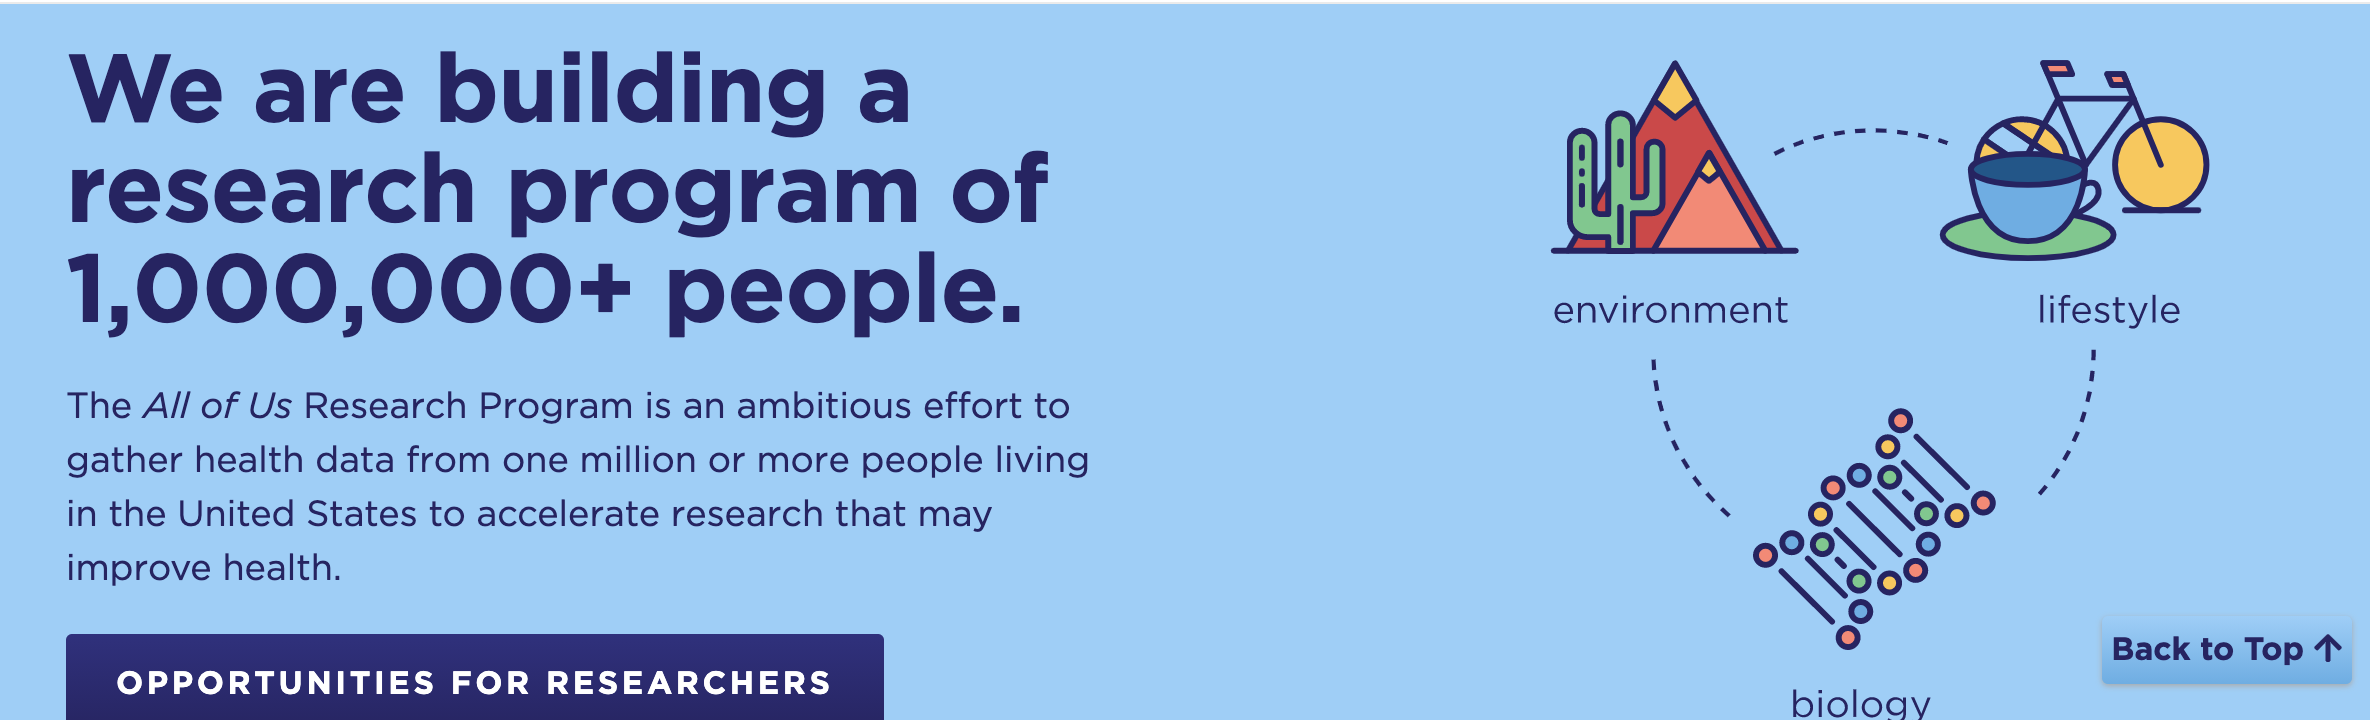 We are building a
research program of
1,000,000+ people.
The All of Us Research Program is an ambitious effort to
gather health data from one million or more people living
in the United States to accelerate research that may
improve health.
OPPORTUNITIES FOR RESEARCHERS
environment
lifestyle
biology
Back to Top ↑